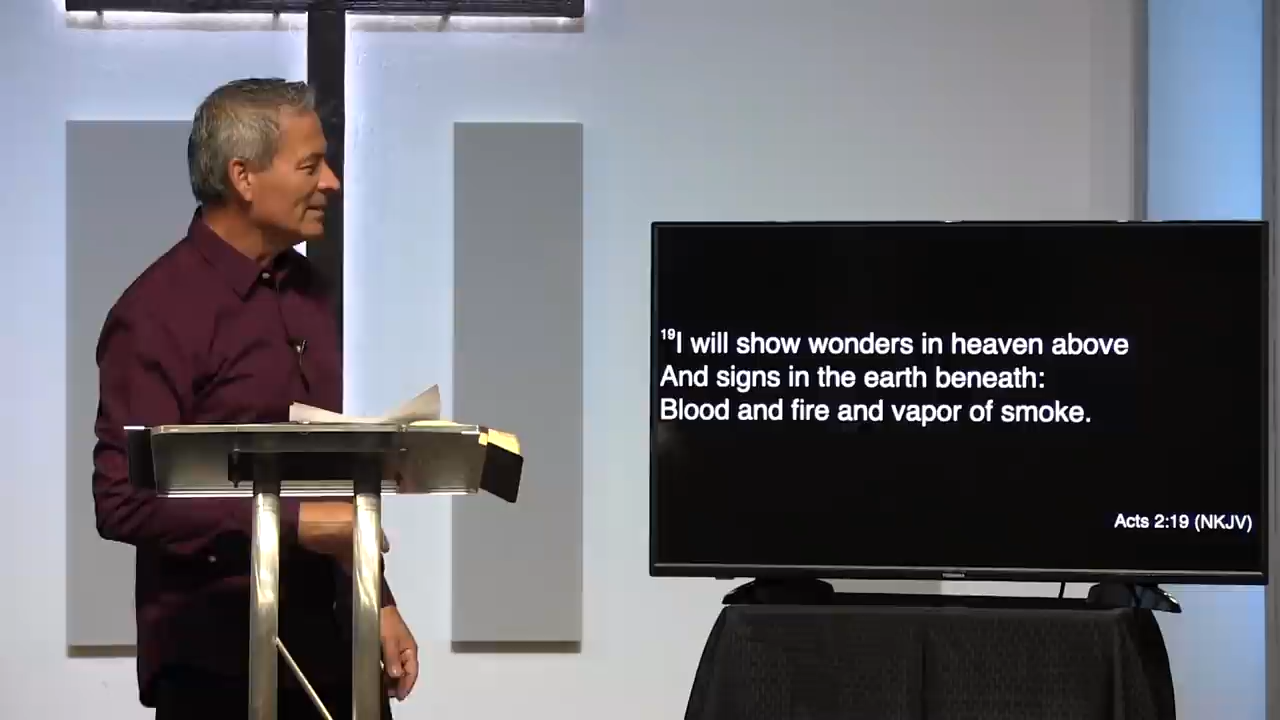 ¹⁹I will show wonders in heaven above
And signs in the earth beneath:
Blood and fire and vapor of smoke.
Acts 2:19 (NKJV)